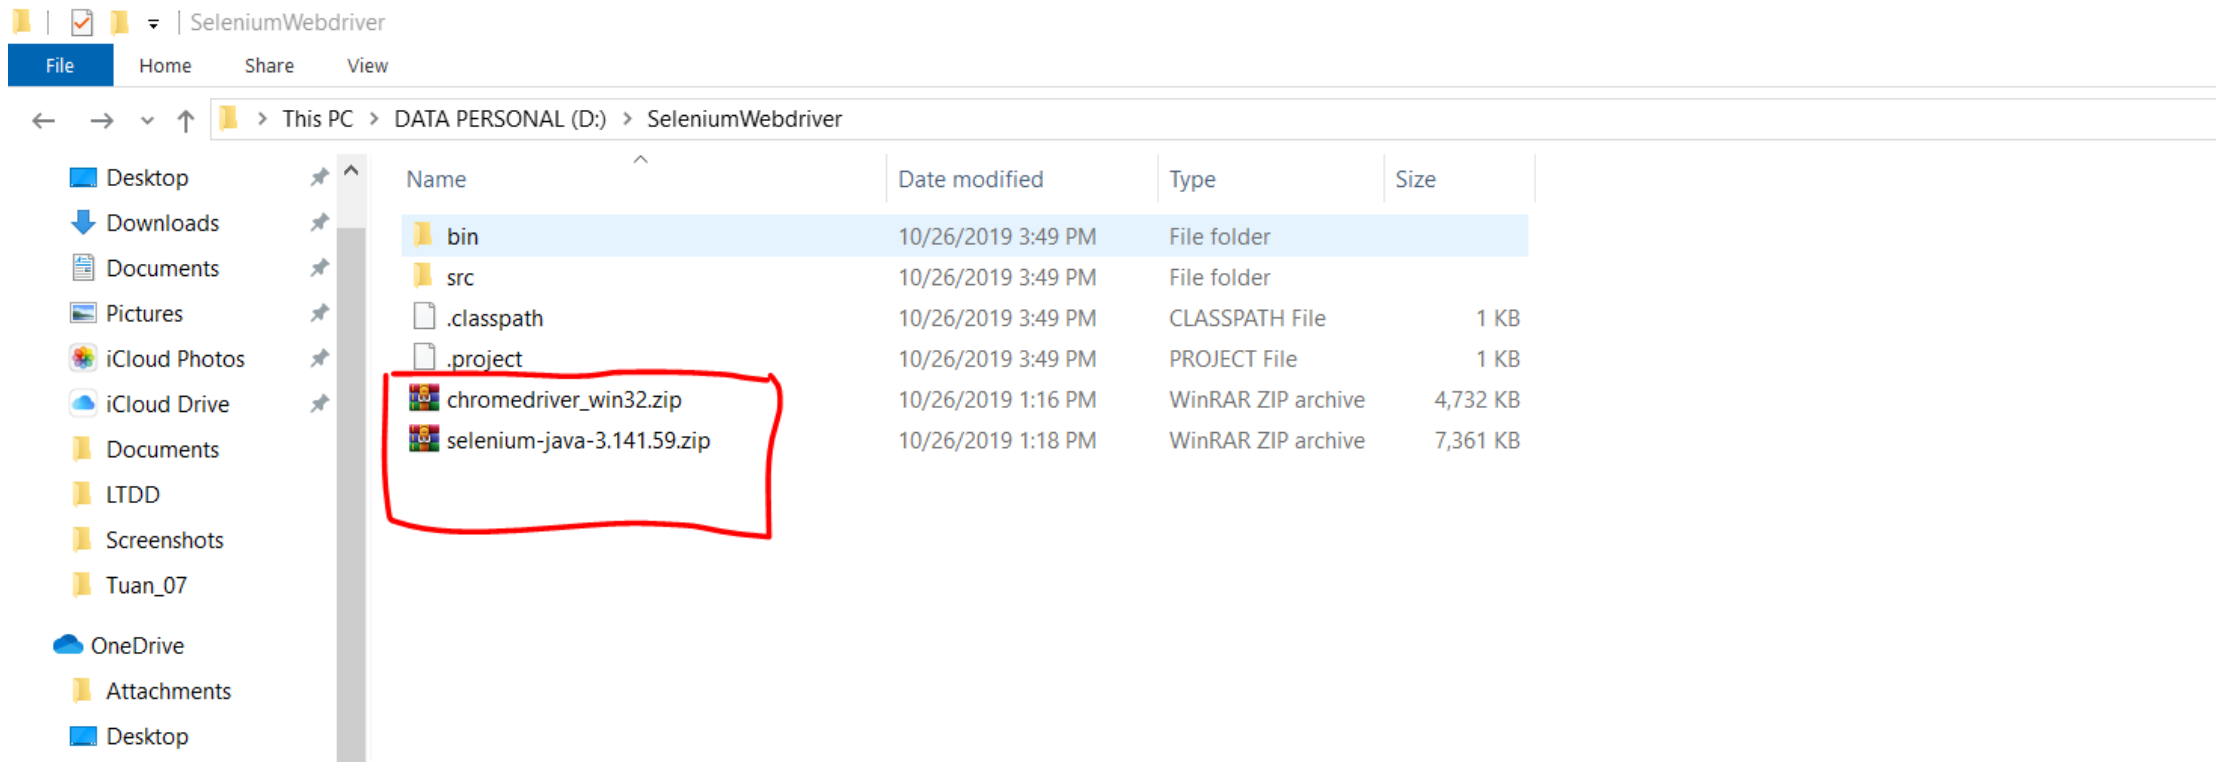 SeleniumWebdriver
File Home Share View
This PC > DATA PERSONAL (D:) > SeleniumWebdriver
Name Date modified Type Size
Desktop
Downloads
Documents
Pictures
iCloud Photos
iCloud Drive
Documents
LTDD
Screenshots
Tuan_07
OneDrive
Attachments
Desktop
bin 10/26/2019 3:49 PM File folder
src 10/26/2019 3:49 PM File folder
.classpath 10/26/2019 3:49 PM CLASSPATH File 1 KB
.project 10/26/2019 3:49 PM PROJECT File 1 KB
chromedriver_win32.zip 10/26/2019 1:16 PM WinRAR ZIP archive 4,732 KB
selenium-java-3.141.59.zip 10/26/2019 1:18 PM WinRAR ZIP archive 7,361 KB